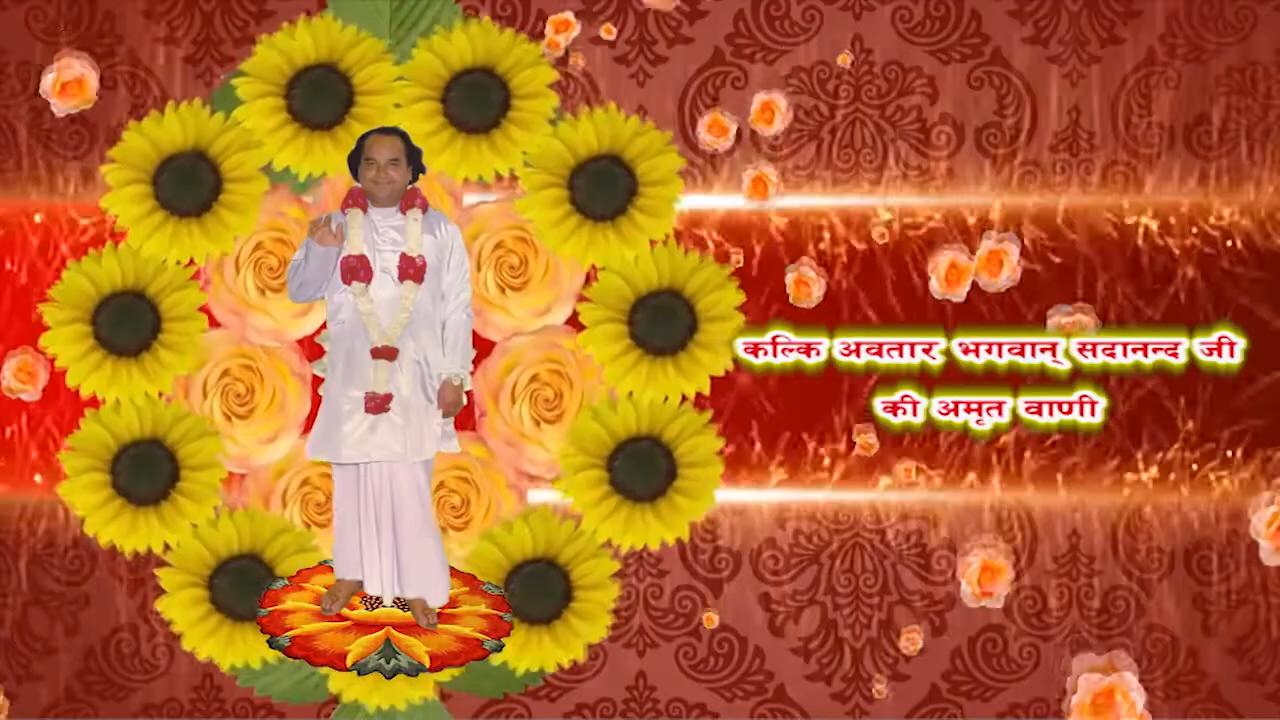 कल्कि अवतार भगवान् सदानन्द जी
की अमृत वाणी